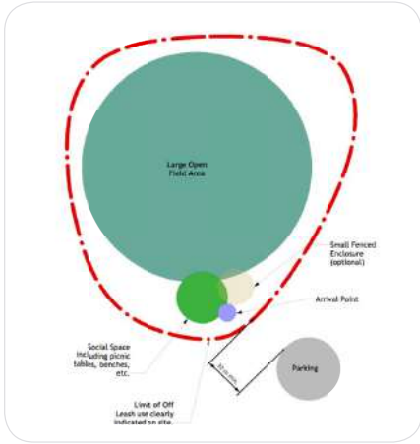 Large Open
Field Area
Small Fenced
Enclosure
(optional)
Arrival Point
Social Space
including picnic
tables, benches,
etc.
Parking
Limit of Off
Leash use clearly
indicated on site.